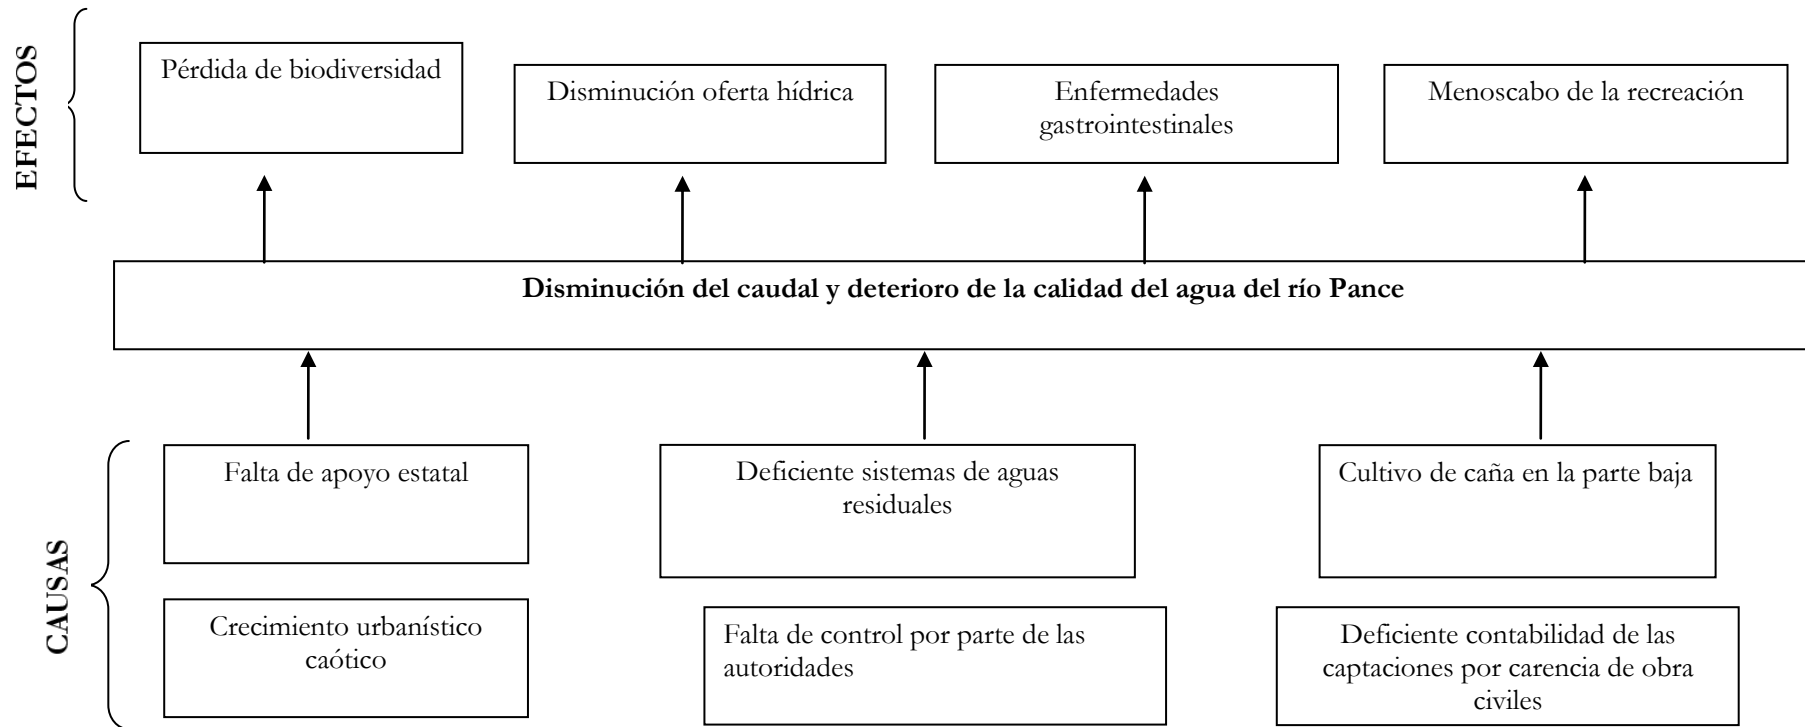 EFECTOS
Pérdida de biodiversidad
Disminución oferta hídrica
Enfermedades
gastrointestinales
Menoscabo de la recreación
Disminución del caudal y deterioro de la calidad del agua del río Pance
CAUSAS
Falta de apoyo estatal
Deficiente sistemas de aguas
residuales
Cultivo de caña en la parte baja
Crecimiento urbanístico
caótico
Falta de control por parte de las
autoridades
Deficiente contabilidad de las
captaciones por carencia de obra
civiles